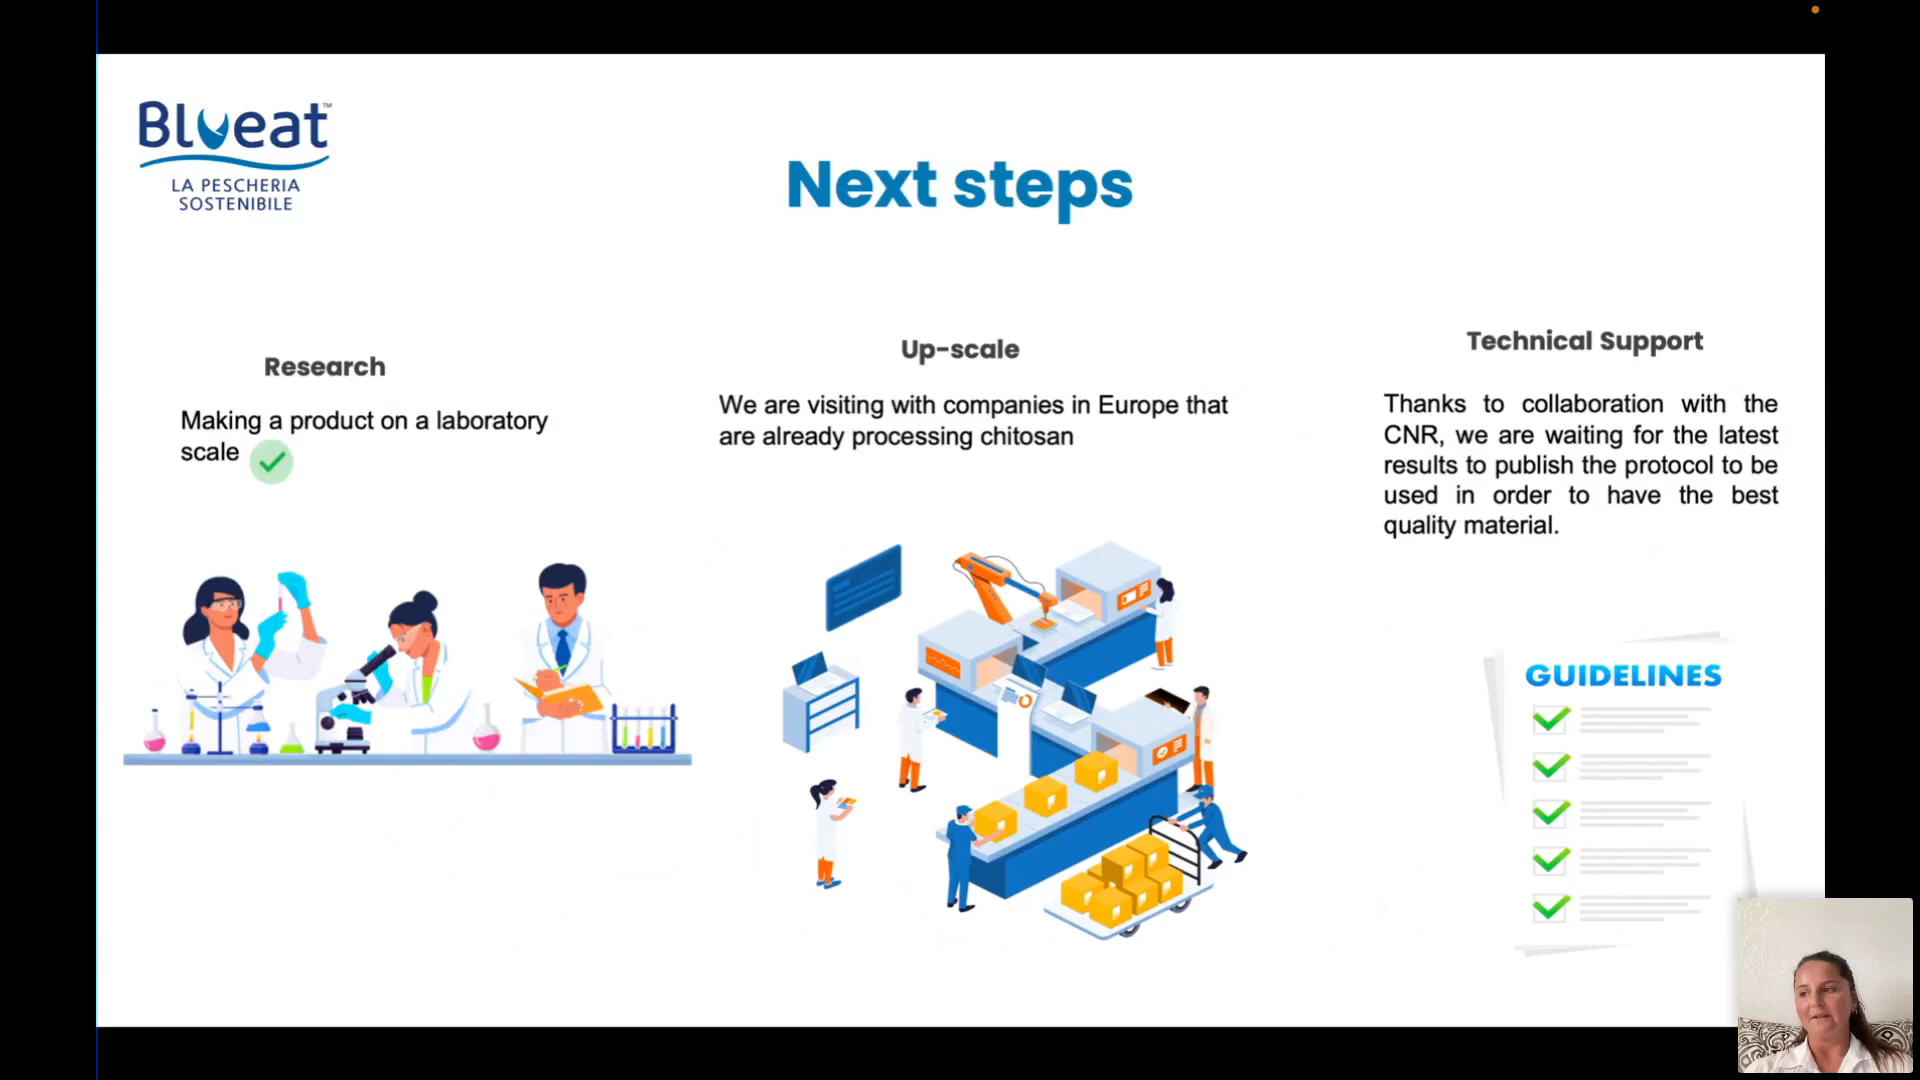 Blueat™
LA PESCHERIA
SOSTENIBILE
Next steps
Research
Making a product on a laboratory
scale
Up-scale
We are visiting with companies in Europe that
are already processing chitosan
Technical Support
Thanks to collaboration with the
CNR, we are waiting for the latest
results to publish the protocol to be
used in order to have the best
quality material.
GUIDELINES